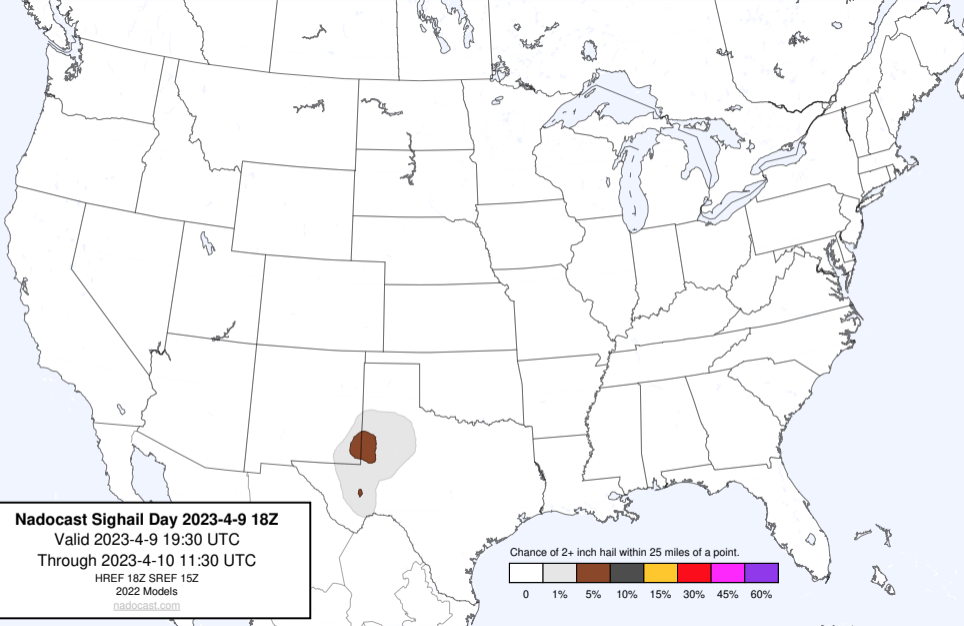 Nadocast Sighail Day 2023-4-9 18Z
Valid 2023-4-9 19:30 UTC
Through 2023-4-10 11:30 UTC
HREF 18Z SREF 15Z
2022 Models
nadocast.com
Chance of 2+ inch hail within 25 miles of a point.
0 1% 5% 10% 15% 30% 45% 60%